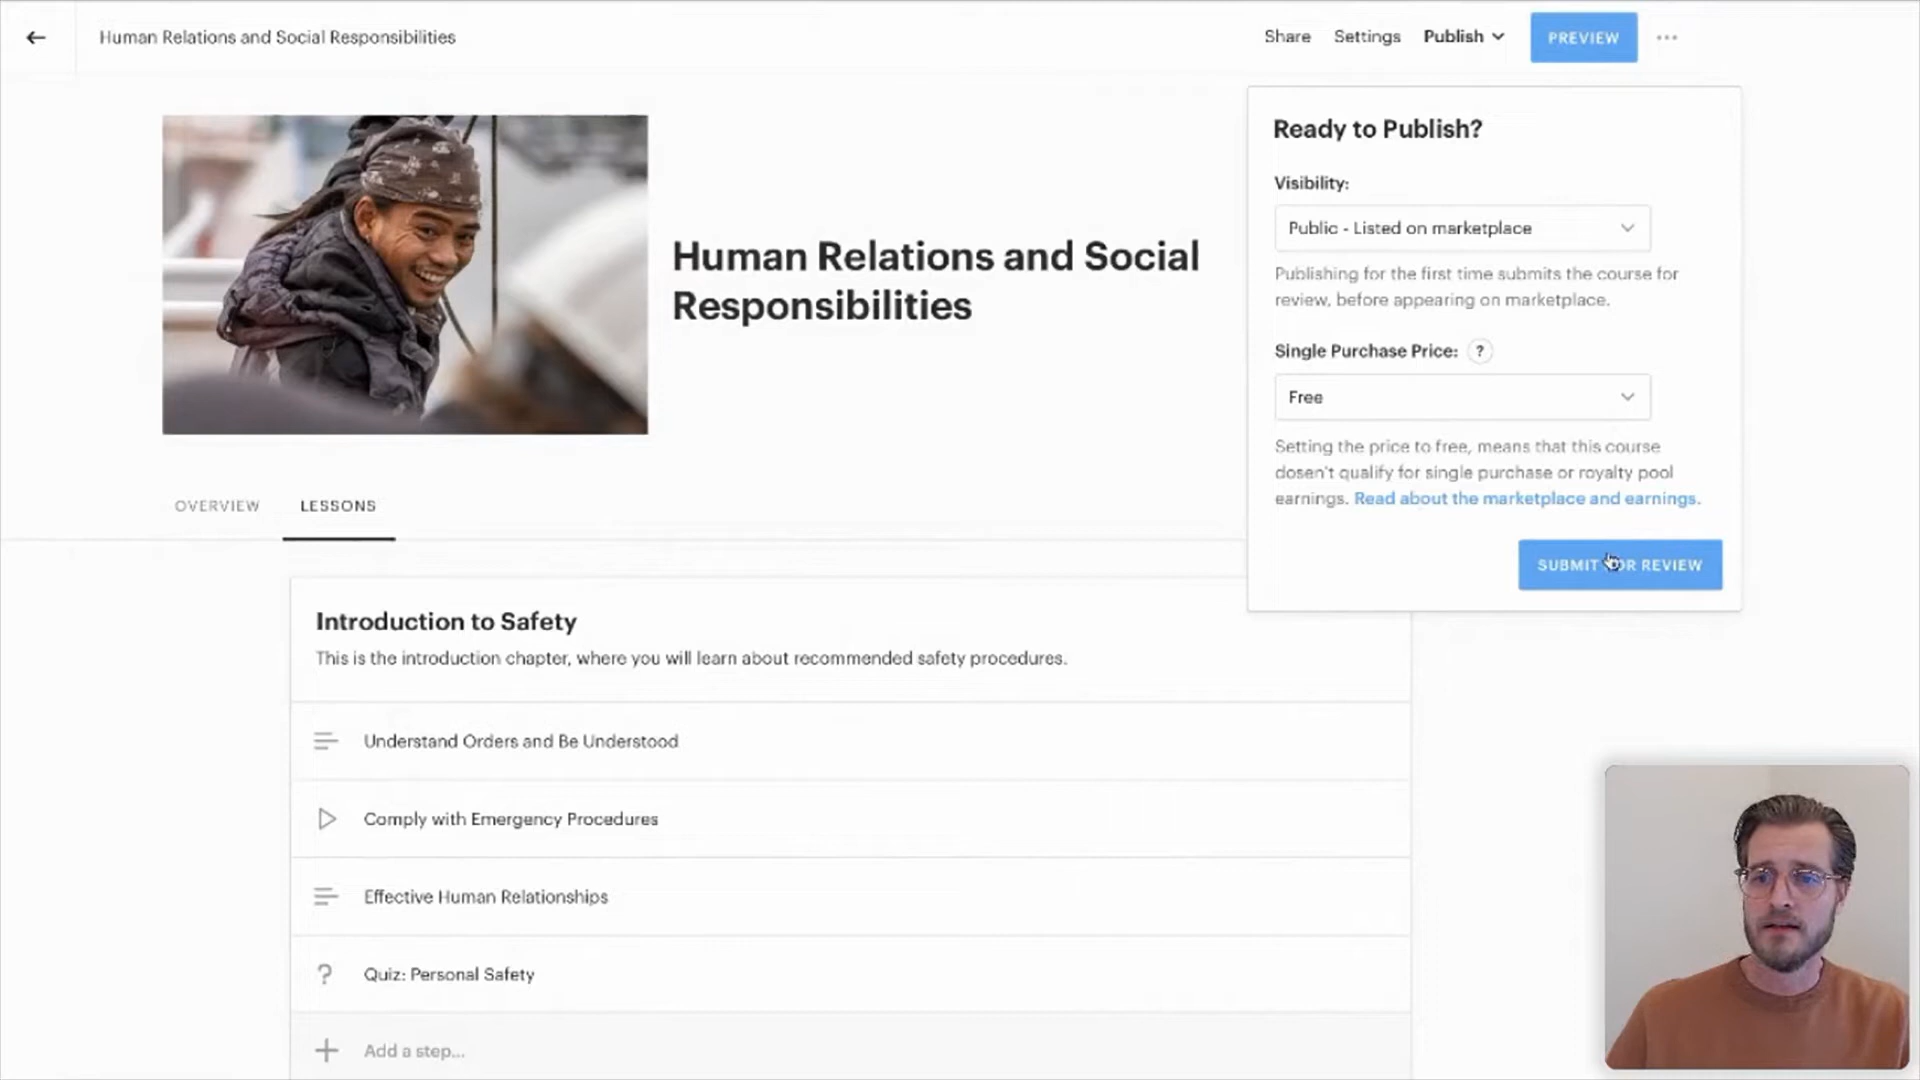 Human Relations and Social Responsibilities
Share Settings Publish PREVIEW
Human Relations and Social
Responsibilities
Ready to Publish?
Visibility:
Public - Listed on marketplace
Publishing for the first time submits the course for
review, before appearing on marketplace.
Single Purchase Price: ?
Free
Setting the price to free, means that this course
dosen't qualify for single purchase or royalty pool
earnings. Read about the marketplace and earnings.
SUBMIT FOR REVIEW
OVERVIEW LESSONS
Introduction to Safety
This is the introduction chapter, where you will learn about recommended safety procedures.
Understand Orders and Be Understood
Comply with Emergency Procedures
Effective Human Relationships
? Quiz: Personal Safety
Add a step...